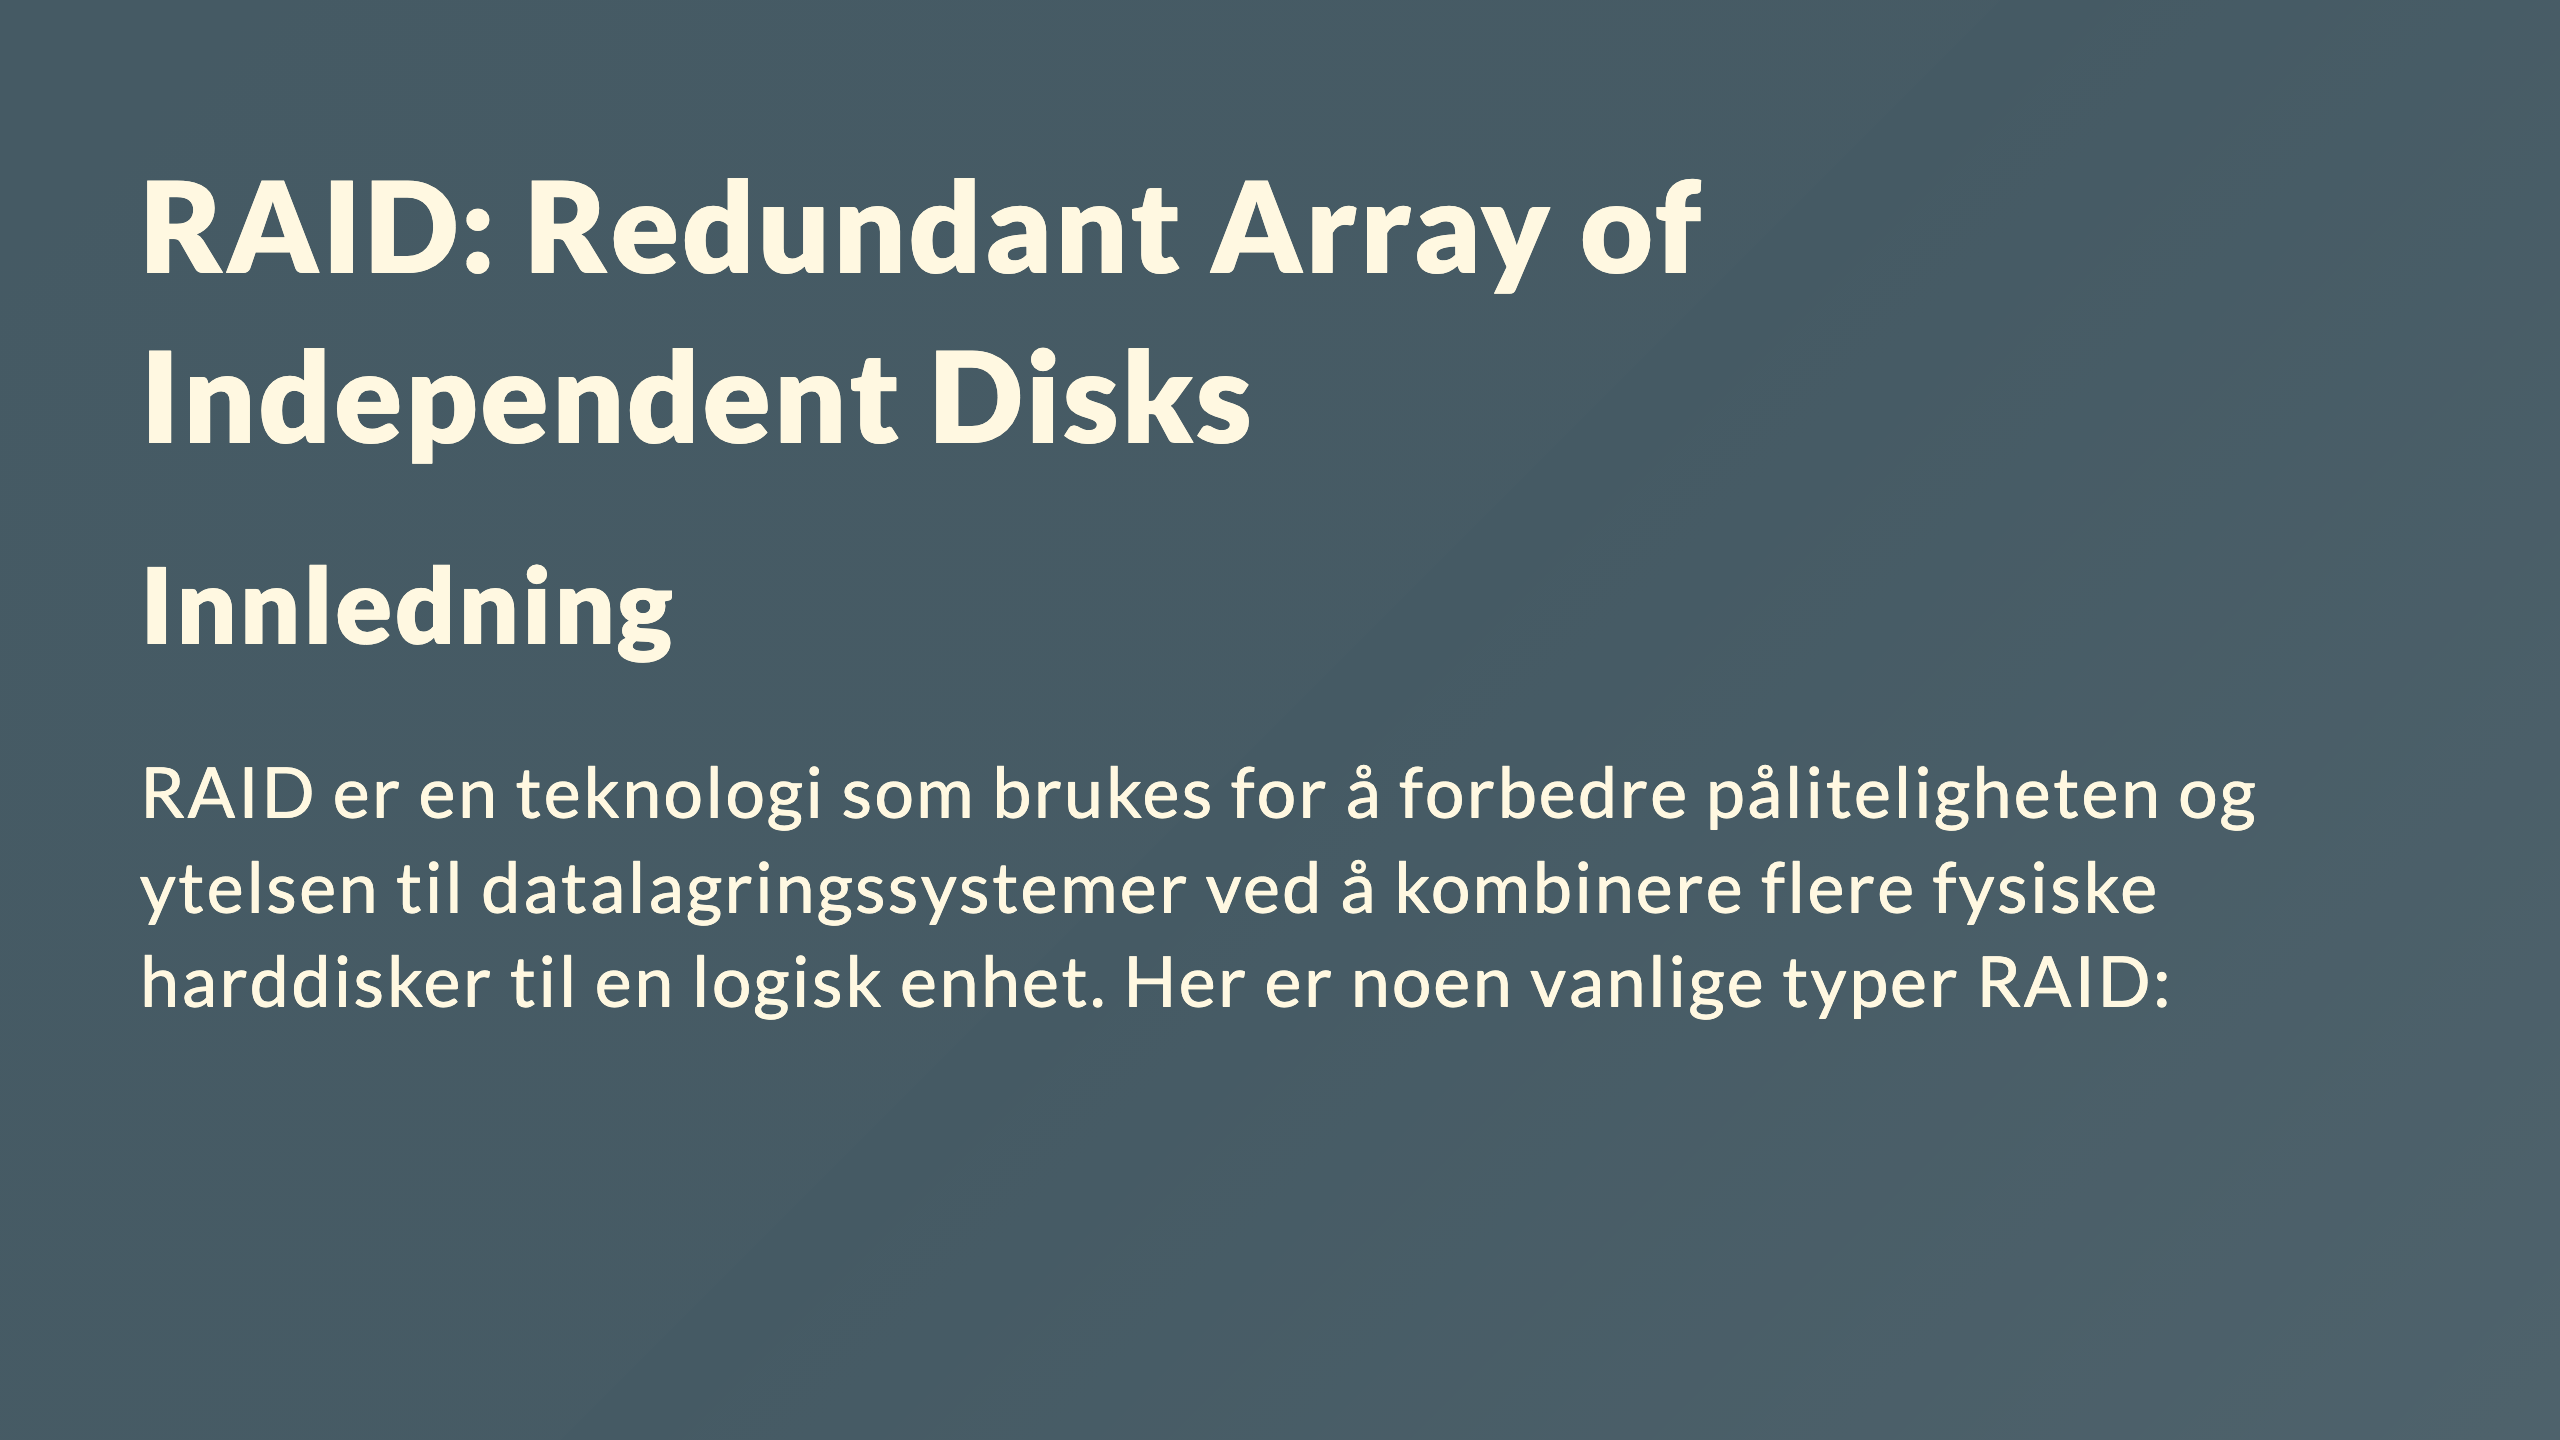 RAID: Redundant Array of
Independent Disks
Innledning
RAID er en teknologi som brukes for å forbedre påliteligheten og
ytelsen til datalagringssystemer ved å kombinere flere fysiske
harddisker til en logisk enhet. Her er noen vanlige typer RAID: